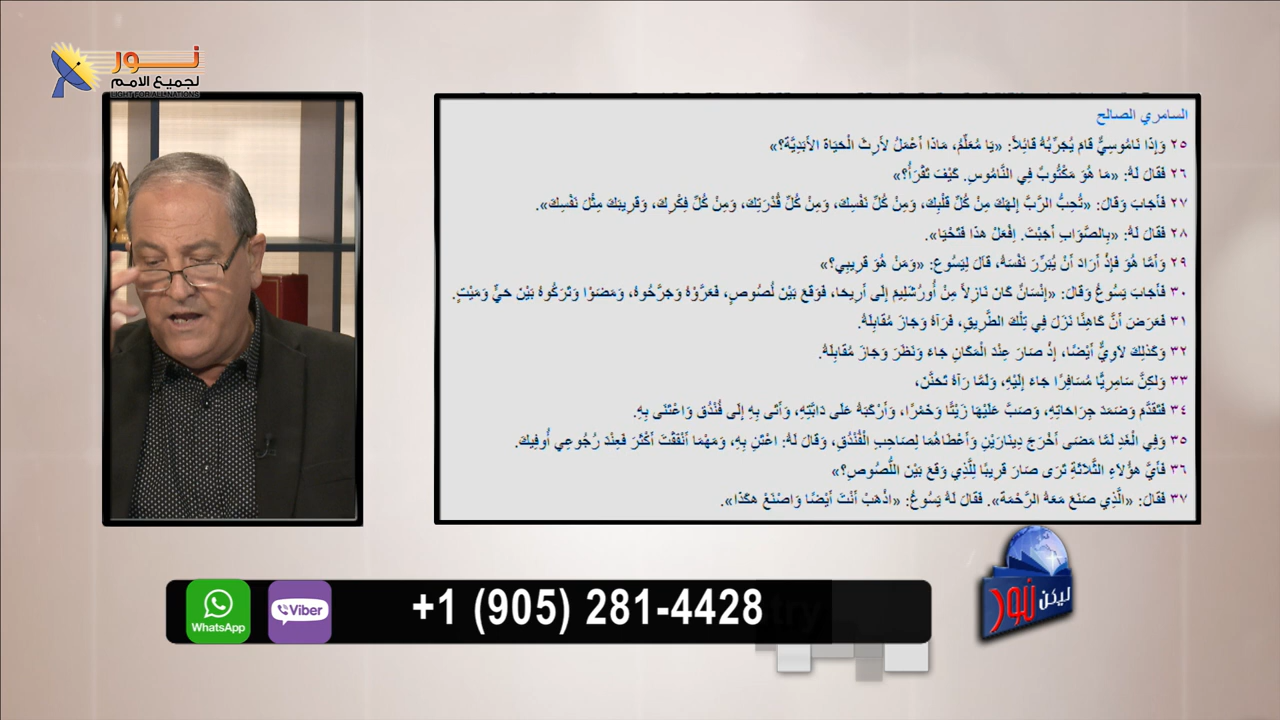 نور
لجميع الامم
LIGHT FOR ALL NATIONS
السامري الصالح
٢٥ وَإِذَا نَامُوسِيٌّ قَامَ يُجَرِّبُهُ قَائِلاً: «يَا مُعَلِّمُ، مَاذَا أَعْمَلُ لأَرِثَ الْحَيَاةَ الأَبَدِيَّةَ؟»
٢٦ فَقَالَ لَهُ: «مَا هُوَ مَكْتُوبٌ فِي النَّامُوسِ. كَيْفَ تَقْرَأُ؟»
٢٧ فَأَجَابَ وَقَالَ: «تُحِبُّ الرَّبَّ إِلهَكَ مِنْ كُلِّ قَلْبِكَ، وَمِنْ كُلِّ نَفْسِكَ، وَمِنْ كُلِّ قُدْرَتِكَ، وَمِنْ كُلِّ فِكْرِكَ، وَقَرِيبَكَ مِثْلَ نَفْسِكَ».
٢٨ فَقَالَ لَهُ: «بِالصَّوَابِ أَجَبْتَ. اِفْعَلْ هذَا فَتَحْيَا».
٢٩ وَأَمَّا هُوَ فَإِذْ أَرَادَ أَنْ يُبَرِّرَ نَفْسَهُ، قَالَ لِيَسُوعَ: «وَمَنْ هُوَ قَرِيبِي؟»
٣٠ فَأَجَابَ يَسُوعُ وَقَالَ: «إِنْسَانٌ كَانَ نَازِلاً مِنْ أُورُشَلِيمَ إِلَى أَرِيحَا، فَوَقَعَ بَيْنَ لُصُوصٍ، فَعَرَّوْهُ وَجَرَّحُوهُ، وَمَضَوْا وَتَرَكُوهُ بَيْنَ حَيٍّ وَمَيْتٍ.
٣١ فَعَرَضَ أَنَّ كَاهِنًا نَزَلَ فِي تِلْكَ الطَّرِيقِ، فَرَآهُ وَجَازَ مُقَابِلَهُ.
٣٢ وَكَذلِكَ لاَوِيٌّ أَيْضًا، إِذْ صَارَ عِنْدَ الْمَكَانِ جَاءَ وَنَظَرَ وَجَازَ مُقَابِلَهُ.
٣٣ وَلكِنَّ سَامِرِيًّا مُسَافِرًا جَاءَ إِلَيْهِ، وَلَمَّا رَآهُ تَحَنَّنَ،
٣٤ فَتَقَدَّمَ وَضَمَدَ جِرَاحَاتِهِ، وَصَبَّ عَلَيْهَا زَيْتًا وَخَمْرًا، وَأَرْكَبَهُ عَلَى دَابَّتِهِ، وَأَتَى بِهِ إِلَى فُنْدُق وَاعْتَنَى بِهِ.
٣٥ وَفِي الْغَدِ لَمَّا مَضَى أَخْرَجَ دِينَارَيْنِ وَأَعْطَاهُمَا لِصَاحِبِ الْفُنْدُقِ، وَقَالَ لَهُ: اعْتَنِ بِهِ، وَمَهْمَا أَنْفَقْتَ أَكْثَرَ فَعِنْدَ رُجُوعِي أُوفِيكَ.
٣٦ فَأَيَّ هؤُلاَءِ الثَّلاَثَةِ تَرَى صَارَ قَرِيبًا لِلَّذِي وَقَعَ بَيْنَ اللُّصُوصِ؟»
٣٧ فَقَالَ: «الَّذِي صَنَعَ مَعَهُ الرَّحْمَةَ». فَقَالَ لَهُ يَسُوعُ: «اذْهَبْ أَنْتَ أَيْضًا وَاصْنَعْ هكَذَا».
WhatsApp
Viber
+1 (905) 281-4428
ليكن نور